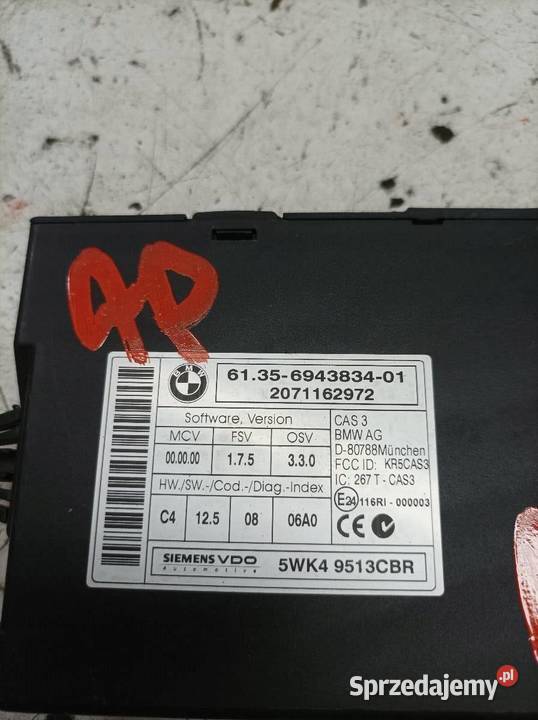 AP
BMW
61.35-6943834-01
2071162972
Software, Version
MCV FSV OSV
00.00.00 1.7.5 3.3.0
HW./SW.-/Cod.-/Diag.-Index
C4 12.5 08 06A0
CAS 3
BMW AG
D-80788München
FCC ID: KR5CAS3
IC: 267 T - CAS3
E24 116RI - 000003
CE
SIEMENS VDO
automotive
5WK4 9513CBR
Sprzedajemy.pl